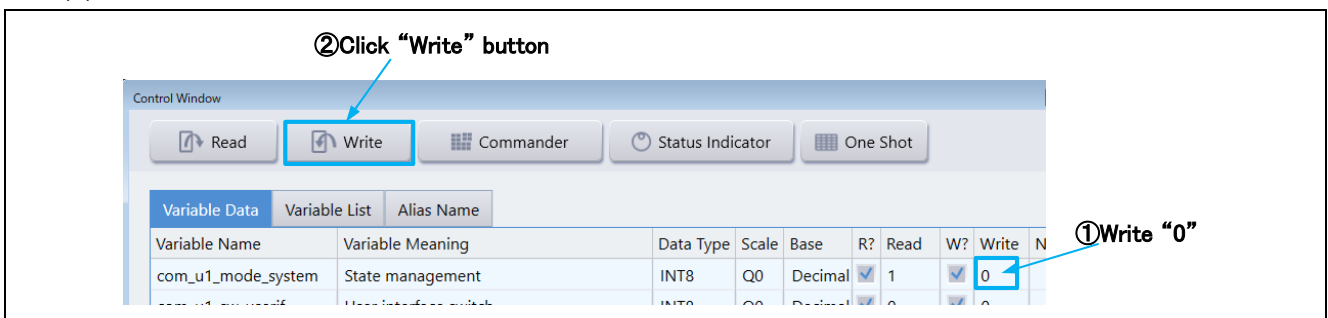 ②Click “Write” button
Control Window
Read Write Commander Status Indicator One Shot
Variable Data Variable List Alias Name
Variable Name Variable Meaning Data Type Scale Base R? Read W? Write N
①Write “0”
com_u1_mode_system State management INT8 Q0 Decimal 1 0